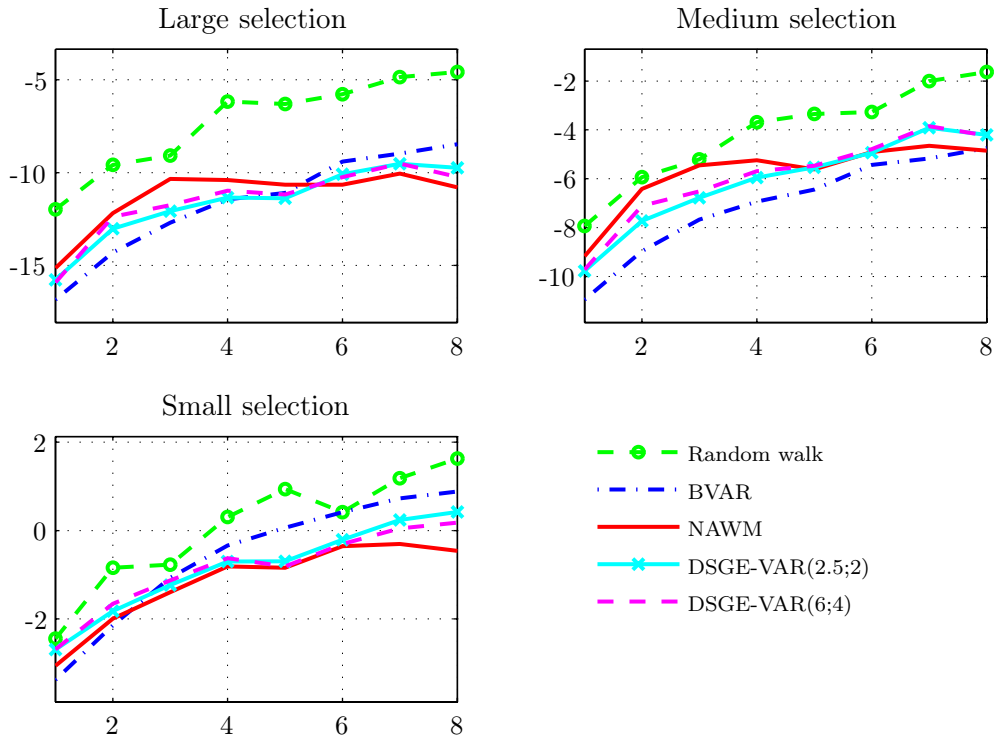 Large selection
-5
-10
-15
2
4
6
8
Medium selection
-2
-4
-6
-8
-10
2
4
6
8
Small selection
2
0
-2
2
4
6
8
Random walk
BVAR
NAWM
DSGE-VAR(2.5;2)
DSGE-VAR(6;4)